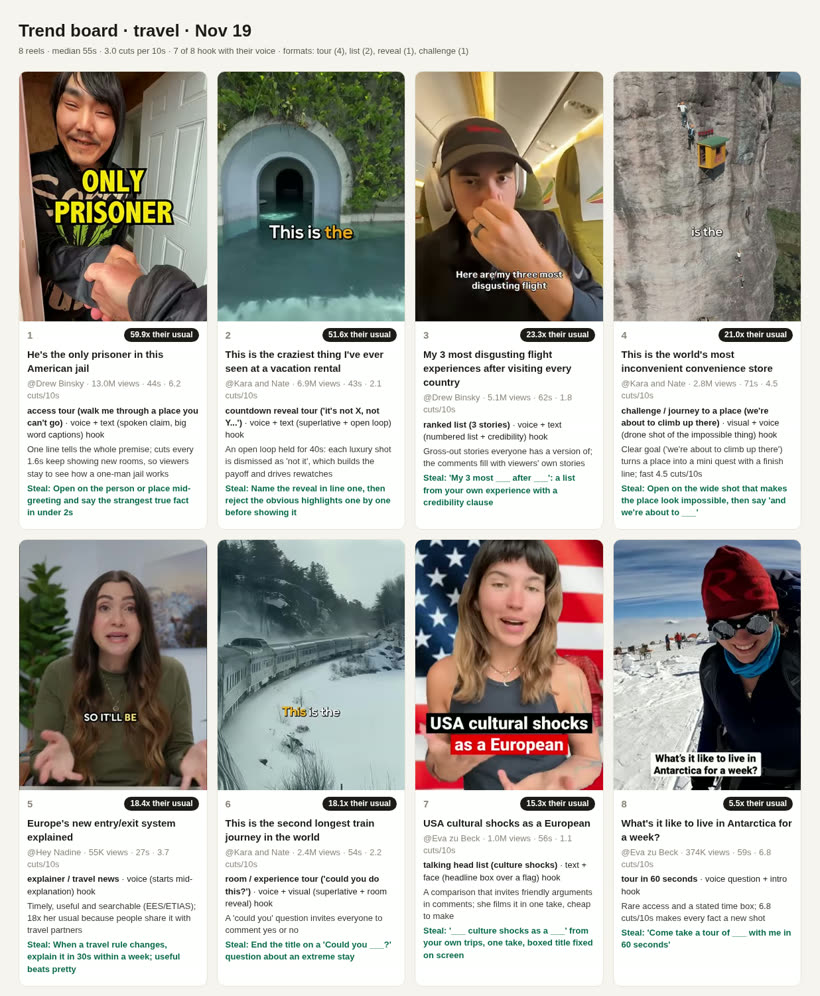 Trend board · travel · Nov 19
8 reels · median 55s · 3.0 cuts per 10s · 7 of 8 hook with their voice · formats: tour (4), list (2), reveal (1), challenge (1)
ONLY
PRISONER
1
59.9x their usual
He's the only prisoner in this
American jail
@Drew Binsky · 13.0M views · 44s · 6.2
cuts/10s
access tour (walk me through a place you
can't go) · voice + text (spoken claim, big
word captions) hook
One line tells the whole premise; cuts every
1.6s keep showing new rooms, so viewers
stay to see how a one-man jail works
Steal: Open on the person or place mid-
greeting and say the strangest true fact
in under 2s
This is the
2
51.6x their usual
This is the craziest thing I've ever
seen at a vacation rental
@Kara and Nate · 6.9M views · 43s · 2.1
cuts/10s
countdown reveal tour ('it's not X, not
Y...') · voice + text (superlative + open loop)
hook
An open loop held for 40s: each luxury shot
is dismissed as 'not it', which builds the
payoff and drives rewatches
Steal: Name the reveal in line one, then
reject the obvious highlights one by one
before showing it
Here are my three most
disgusting flight
3
23.3x their usual
My 3 most disgusting flight
experiences after visiting every
country
@Drew Binsky · 5.1M views · 62s · 1.8
cuts/10s
ranked list (3 stories) · voice + text
(numbered list + credibility) hook
Gross-out stories everyone has a version of;
the comments fill with viewers' own stories
Steal: 'My 3 most ___ after ___': a list
from your own experience with a
credibility clause
is the
4
21.0x their usual
This is the world's most
inconvenient convenience store
@Kara and Nate · 2.8M views · 71s · 4.5
cuts/10s
challenge / journey to a place (we're
about to climb up there) · visual + voice
(drone shot of the impossible thing) hook
Clear goal ('we're about to climb up there')
turns a place into a mini quest with a finish
line; fast 4.5 cuts/10s
Steal: Open on the wide shot that makes
the place look impossible, then say 'and
we're about to ___'
SO IT'LL BE
5
18.4x their usual
Europe's new entry/exit system
explained
@Hey Nadine · 55K views · 27s · 3.7
cuts/10s
explainer / travel news · voice (starts mid-
explanation) hook
Timely, useful and searchable (EES/ETIAS);
18x her usual because people share it with
travel partners
Steal: When a travel rule changes,
explain it in 30s within a week; useful
beats pretty
This is the
6
18.1x their usual
This is the second longest train
journey in the world
@Kara and Nate · 2.4M views · 54s · 2.2
cuts/10s
room / experience tour ('could you do
this?') · voice + visual (superlative + room
reveal) hook
A 'could you' question invites everyone to
comment yes or no
Steal: End the title on a 'Could you ___?'
question about an extreme stay
USA cultural shocks
as a European
7
15.3x their usual
USA cultural shocks as a European
@Eva zu Beck · 1.0M views · 56s · 1.1
cuts/10s
talking head list (culture shocks) · text +
face (headline box over a flag) hook
A comparison that invites friendly arguments
in comments; she films it in one take, cheap
to make
Steal: '___ culture shocks as a ___' from
your own trips, one take, boxed title fixed
on screen
What's it like to live in
Antarctica for a week?
8
5.5x their usual
What's it like to live in Antarctica for
a week?
@Eva zu Beck · 374K views · 59s · 6.8
cuts/10s
tour in 60 seconds · voice question + intro
hook
Rare access and a stated time box; 6.8
cuts/10s makes every fact a new shot
Steal: 'Come take a tour of ___ with me in
60 seconds'